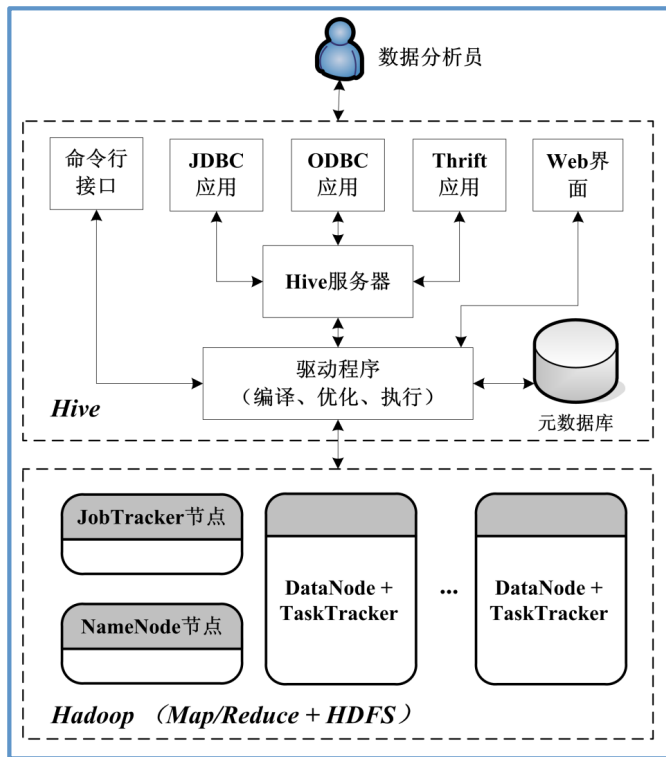 数据分析员
命令行
接口
JDBC
应用
ODBC
应用
Thrift
应用
Web界
面
Hive服务器
驱动程序
（编译、优化、执行）
元数据库
Hive
JobTracker节点
NameNode节点
DataNode +
TaskTracker
...
DataNode +
TaskTracker
Hadoop （Map/Reduce + HDFS）